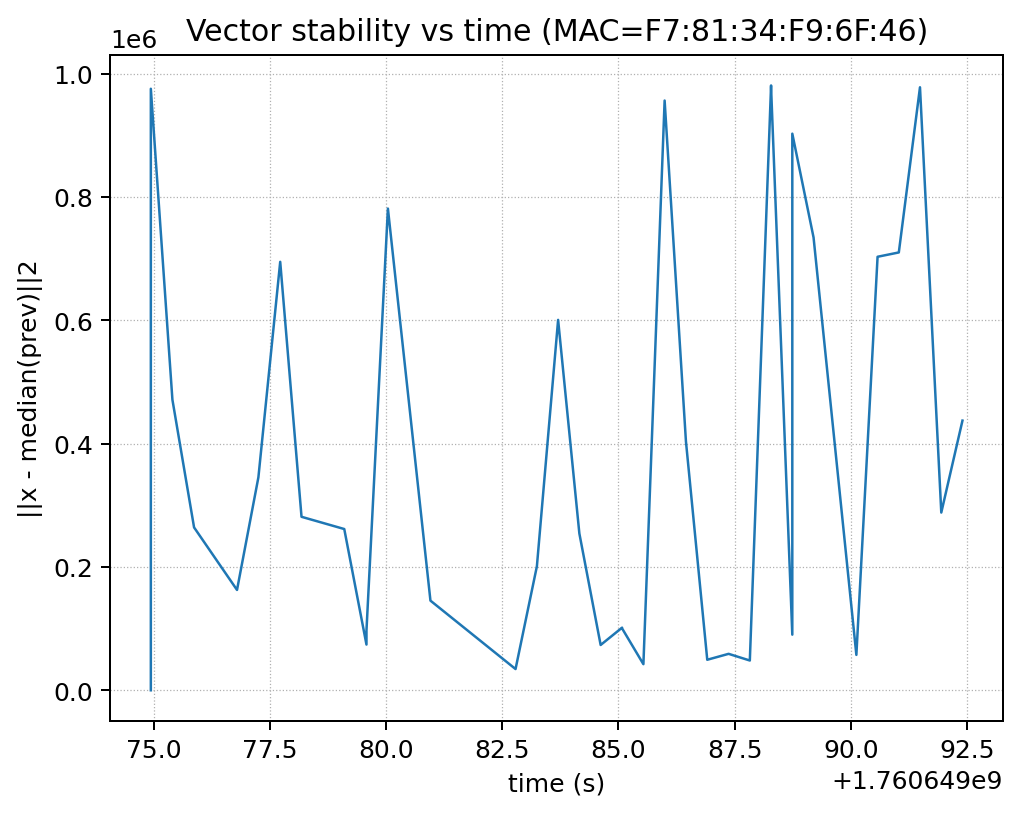 Vector stability vs time (MAC=F7:81:34:F9:6F:46)
1e6
||x - median(prev)||2
1.0
0.8
0.6
0.4
0.2
0.0
75.0 77.5 80.0 82.5 85.0 87.5 90.0 92.5
time (s)
+1.760649e9